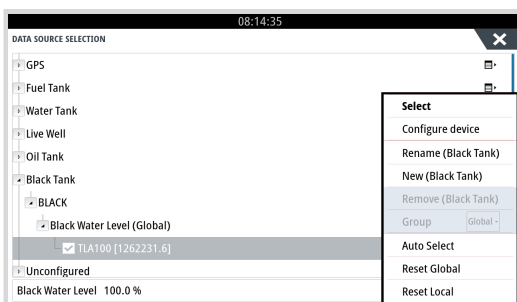 08:14:35
DATA SOURCE SELECTION
GPS
Fuel Tank
Water Tank
Live Well
Oil Tank
Black Tank
BLACK
Black Water Level (Global)
TLA100 [1262231.6]
Unconfigured
Black Water Level 100.0 %
Select
Configure device
Rename (Black Tank)
New (Black Tank)
Remove (Black Tank)
Group Global
Auto Select
Reset Global
Reset Local